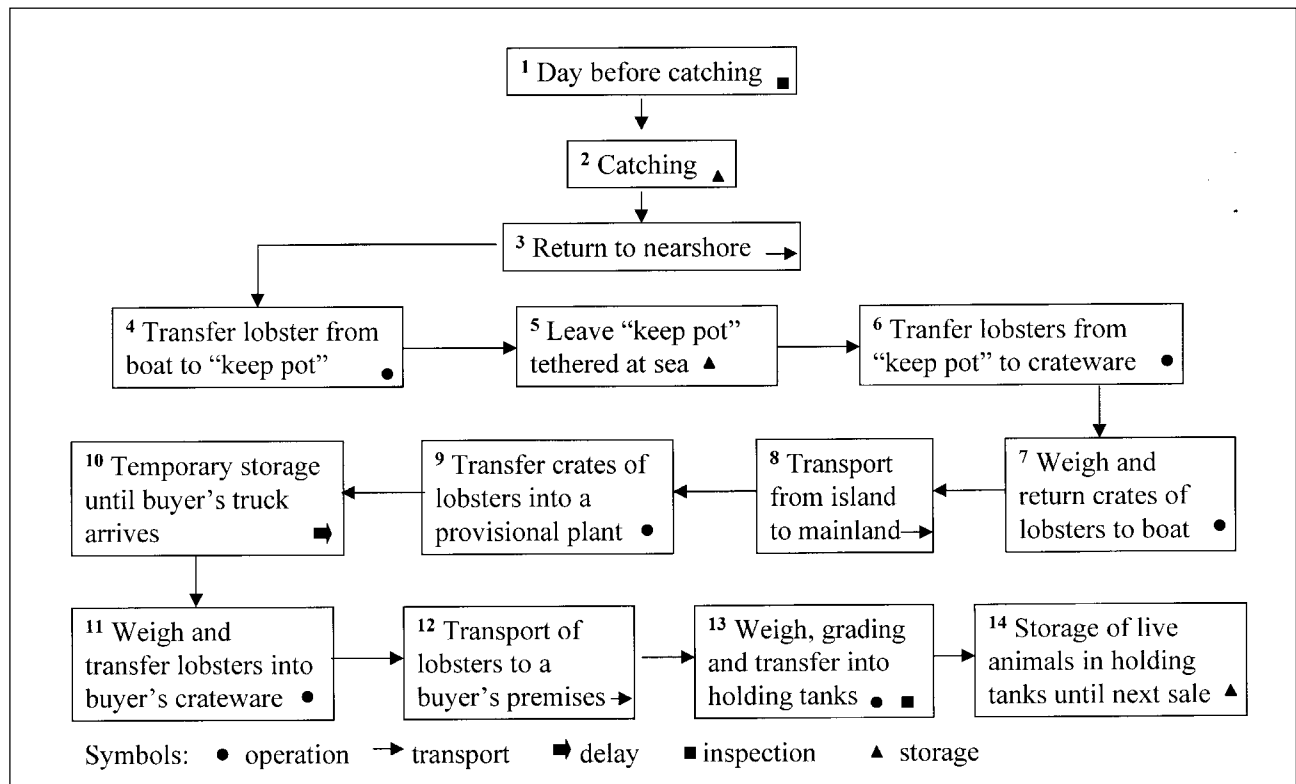 1 Day before catching
2 Catching
3 Return to nearshore
4 Transfer lobster from
boat to “keep pot”
5 Leave “keep pot”
tethered at sea
6 Tranfer lobsters from
“keep pot” to crateware
7 Weigh and
return crates of
lobsters to boat
8 Transport
from island
to mainland
9 Transfer crates of
lobsters into a
provisional plant
10 Temporary storage
until buyer’s truck
arrives
11 Weigh and
transfer lobsters into
buyer’s crateware
12 Transport of
lobsters to a
buyer’s premises
13 Weigh, grading
and transfer into
holding tanks
14 Storage of live
animals in holding
tanks until next sale
Symbols: ● operation → transport ➡ delay ■ inspection ▲ storage